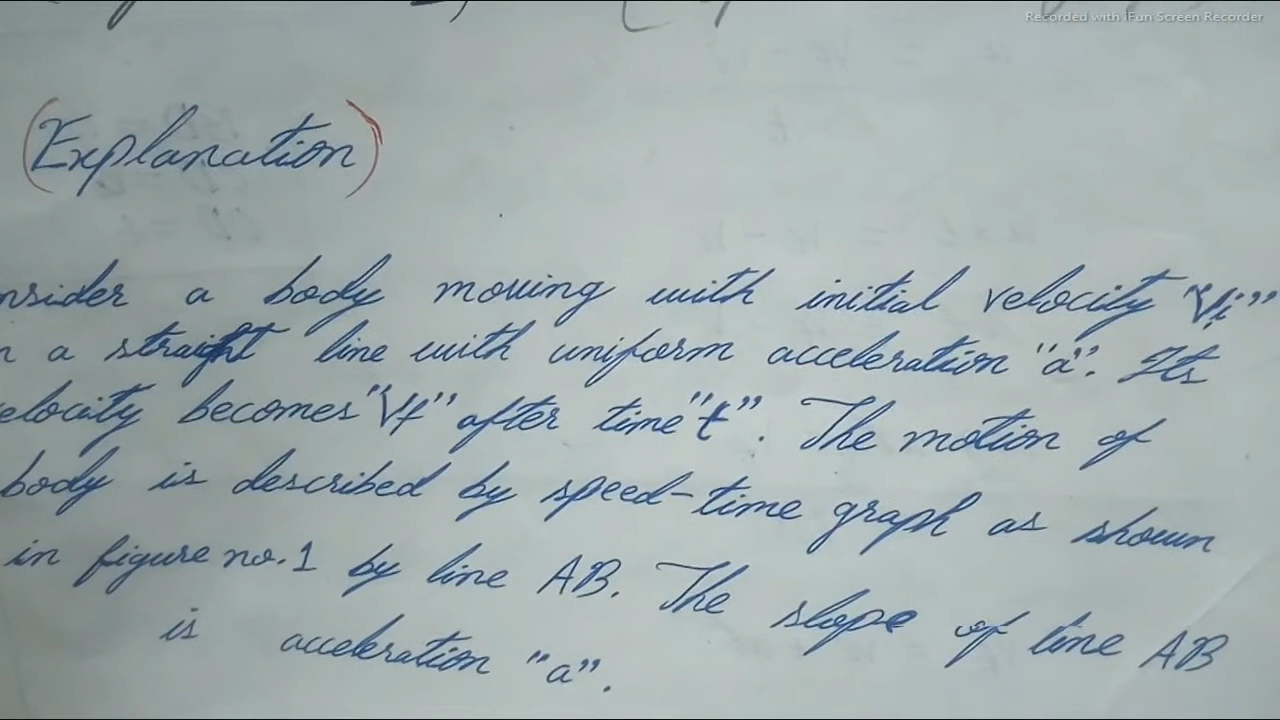 Recorded with iFun Screen Recorder
(Explanation)
nsider a body moving with initial velocity "Vi"
n a straight line with uniform acceleration "a". Its
elocity becomes "Vf" after time "t". The motion of
body is described by speed-time graph as shown
in figure no.1 by line AB. The slope of line AB
is acceleration "a".